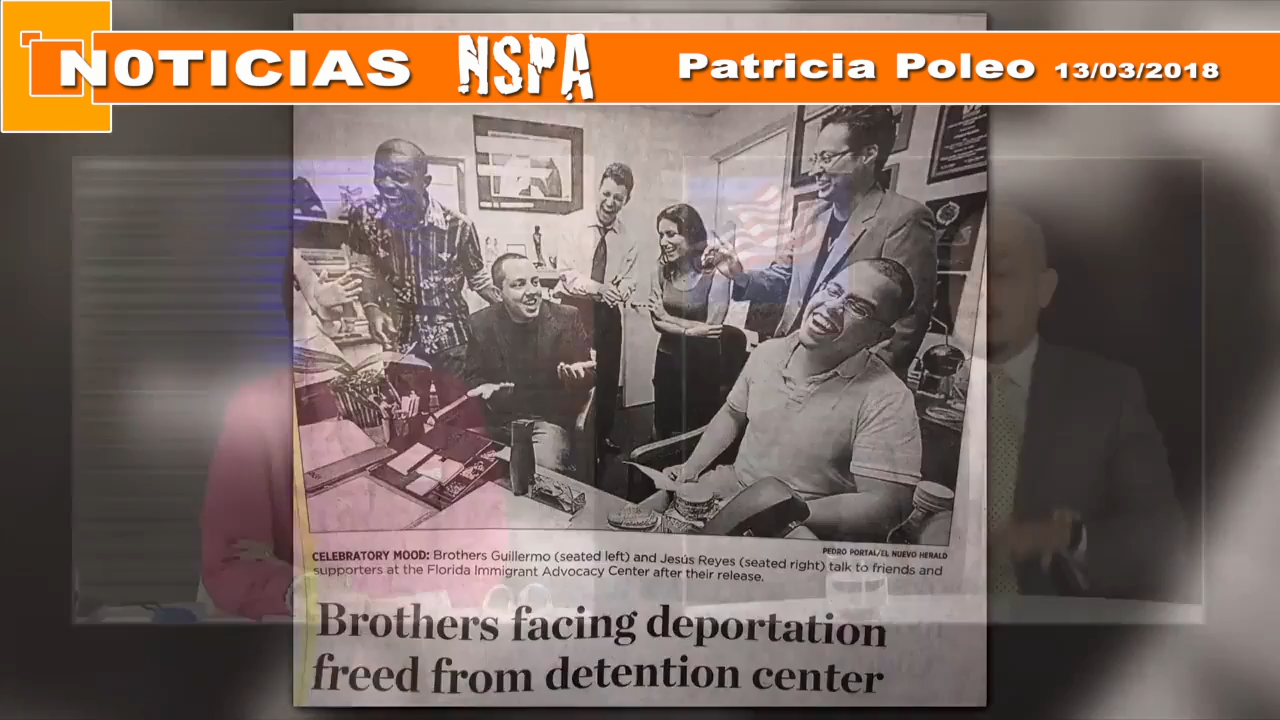 N0TICIAS NSPA Patricia Poleo 13/03/2018
PEDRO PORTAL/EL NUEVO HERALD
CELEBRATORY MOOD: Brothers Guillermo (seated left) and Jesús Reyes (seated right) talk to friends and
supporters at the Florida Immigrant Advocacy Center after their release.
Brothers facing deportation
freed from detention center